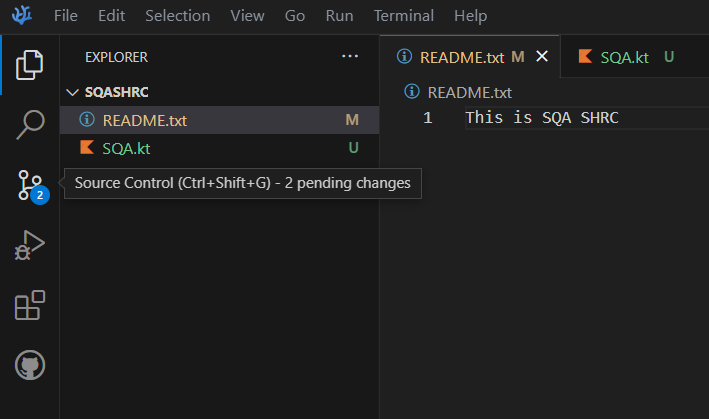 File Edit Selection View Go Run Terminal Help
EXPLORER ...
SQASHRC
README.txt M
SQA.kt U
2
Source Control (Ctrl+Shift+G) - 2 pending changes
README.txt M
SQA.kt U
README.txt
1 This is SQA SHRC